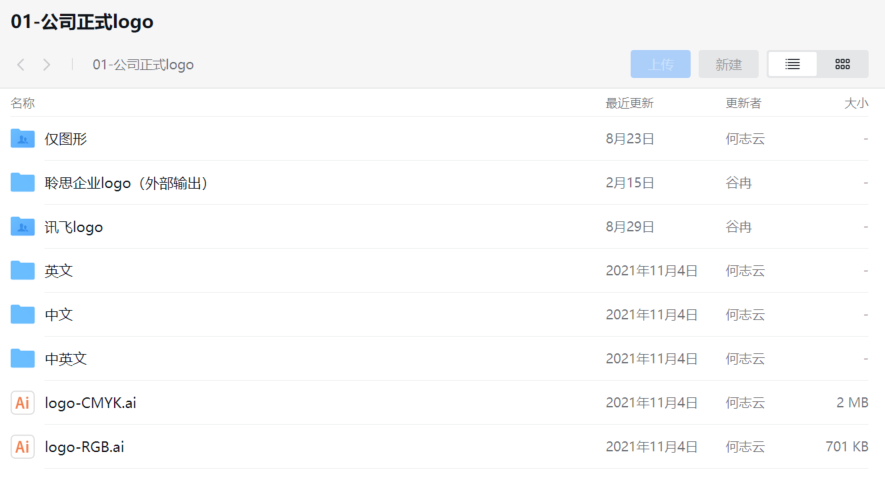 01-公司正式logo
01-公司正式logo 上传 新建
名称 最近更新 更新者 大小
仅图形 8月23日 何志云 -
聆思企业logo（外部输出） 2月15日 谷冉 -
讯飞logo 8月29日 谷冉 -
英文 2021年11月4日 何志云 -
中文 2021年11月4日 何志云 -
中英文 2021年11月4日 何志云 -
Ai logo-CMYK.ai 2021年11月4日 何志云 2 MB
Ai logo-RGB.ai 2021年11月4日 何志云 701 KB